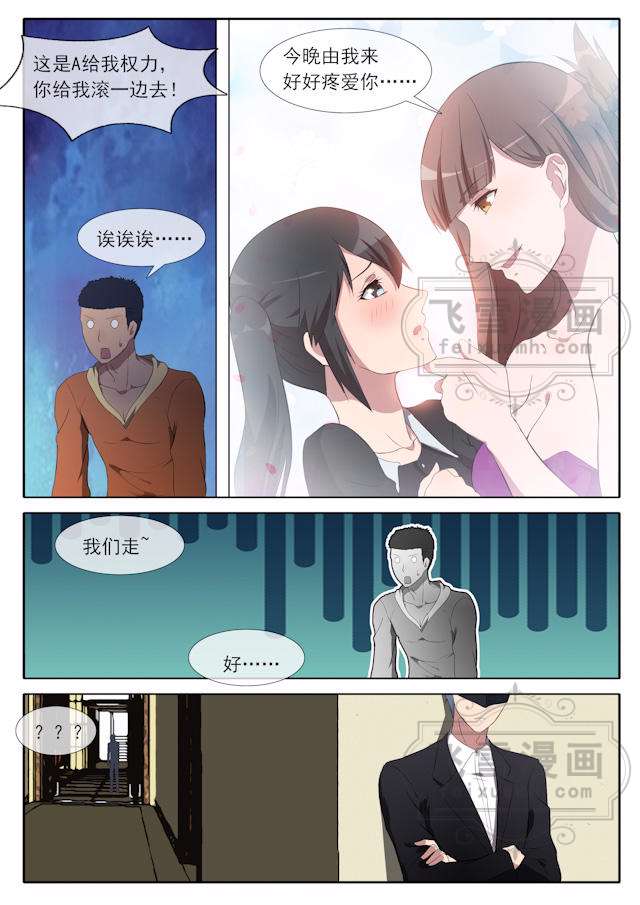 这是A给我权力，
你给我滚一边去！
今晚由我来
好好疼爱你……
诶诶诶……
飞雪漫画
feixuemh.com
我们走~
好……
？？？
飞雪漫画